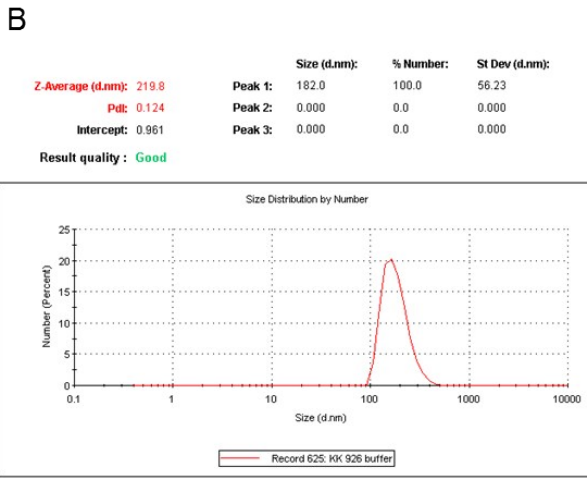 B
Size (d.nm): % Number: St Dev (d.nm):
Z-Average (d.nm): 219.8 Peak 1: 182.0 100.0 56.23
PdI: 0.124 Peak 2: 0.000 0.0 0.000
Intercept: 0.961 Peak 3: 0.000 0.0 0.000
Result quality : Good
Size Distribution by Number
25
20
15
10
5
0
Number (Percent)
0.1 1 10 100 1000 10000
Size (d.nm)
Record 625: KK 926 buffer